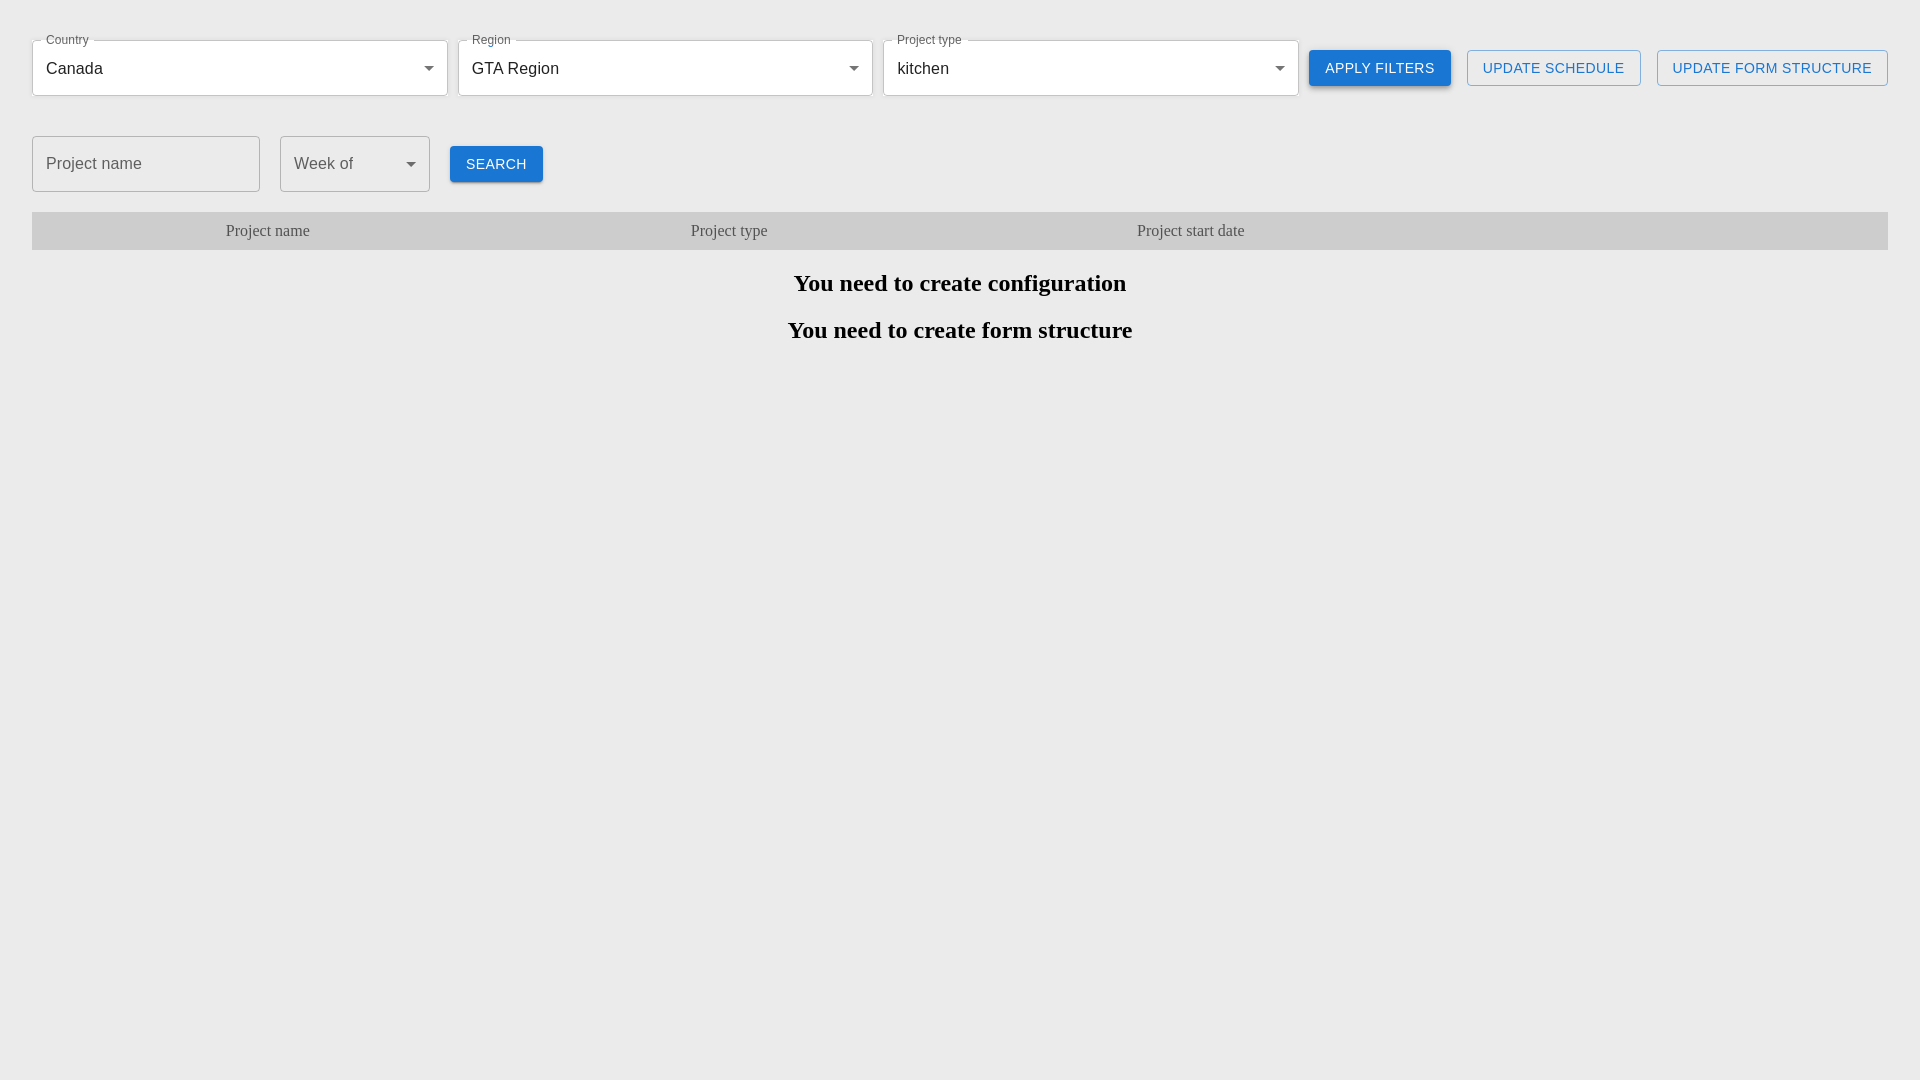 Country
Canada
Region
GTA Region
Project type
kitchen
APPLY FILTERS
UPDATE SCHEDULE
UPDATE FORM STRUCTURE
Project name
Week of
SEARCH
Project name
Project type
Project start date
You need to create configuration
You need to create form structure